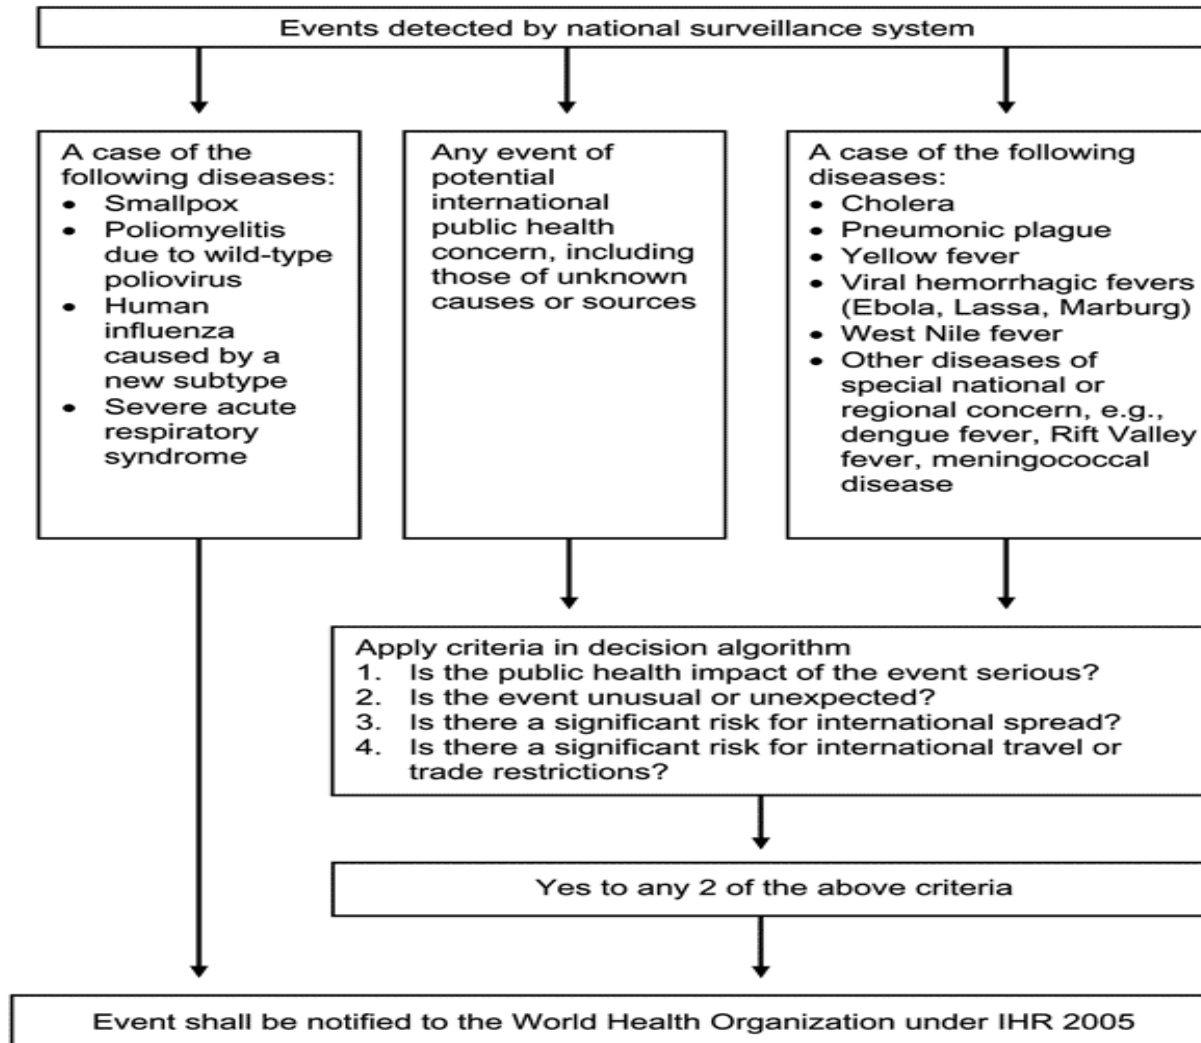 Events detected by national surveillance system
A case of the
following diseases:
• Smallpox
• Poliomyelitis
due to wild-type
poliovirus
• Human
influenza
caused by a
new subtype
• Severe acute
respiratory
syndrome
Any event of
potential
international
public health
concern, including
those of unknown
causes or sources
A case of the following
diseases:
• Cholera
• Pneumonic plague
• Yellow fever
• Viral hemorrhagic fevers
(Ebola, Lassa, Marburg)
• West Nile fever
• Other diseases of
special national or
regional concern, e.g.,
dengue fever, Rift Valley
fever, meningococcal
disease
Apply criteria in decision algorithm
1. Is the public health impact of the event serious?
2. Is the event unusual or unexpected?
3. Is there a significant risk for international spread?
4. Is there a significant risk for international travel or
trade restrictions?
Yes to any 2 of the above criteria
Event shall be notified to the World Health Organization under IHR 2005